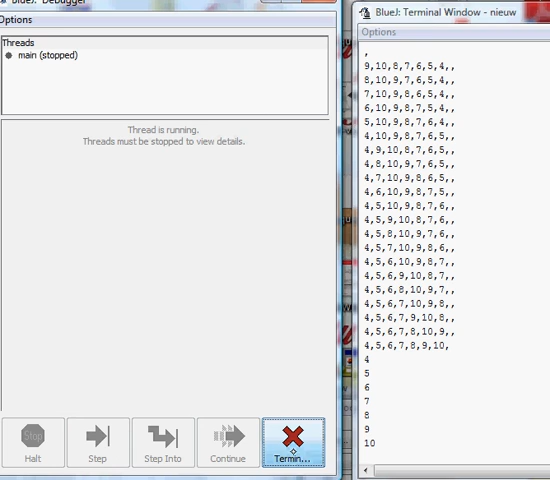 BlueJ: Debugger
Options
Threads
main (stopped)
Thread is running.
Threads must be stopped to view details.
Stop
Halt
Step
Step Into
Continue
Termin...
BlueJ: Terminal Window - nieuw
Options
,
9,10,8,7,6,5,4,,
8,10,9,7,6,5,4,,
7,10,9,8,6,5,4,,
6,10,9,8,7,5,4,,
5,10,9,8,7,6,4,,
4,10,9,8,7,6,5,,
4,9,10,8,7,6,5,,
4,8,10,9,7,6,5,,
4,7,10,9,8,6,5,,
4,6,10,9,8,7,5,,
4,5,10,9,8,7,6,,
4,5,9,10,8,7,6,,
4,5,8,10,9,7,6,,
4,5,7,10,9,8,6,,
4,5,6,10,9,8,7,,
4,5,6,9,10,8,7,,
4,5,6,8,10,9,7,,
4,5,6,7,10,9,8,,
4,5,6,7,9,10,8,,
4,5,6,7,8,10,9,,
4,5,6,7,8,9,10,
4
5
6
7
8
9
10